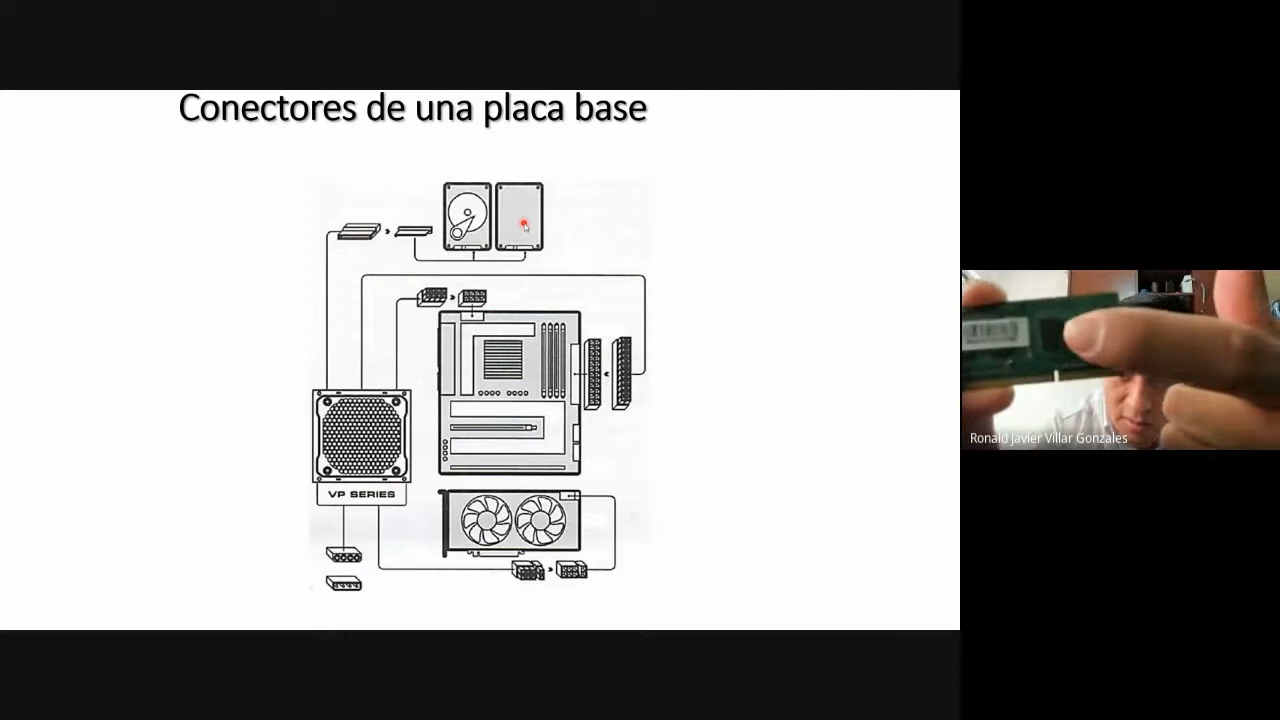 Conectores de una placa base
VP SERIES
Ronald Javier Villar Gonzales